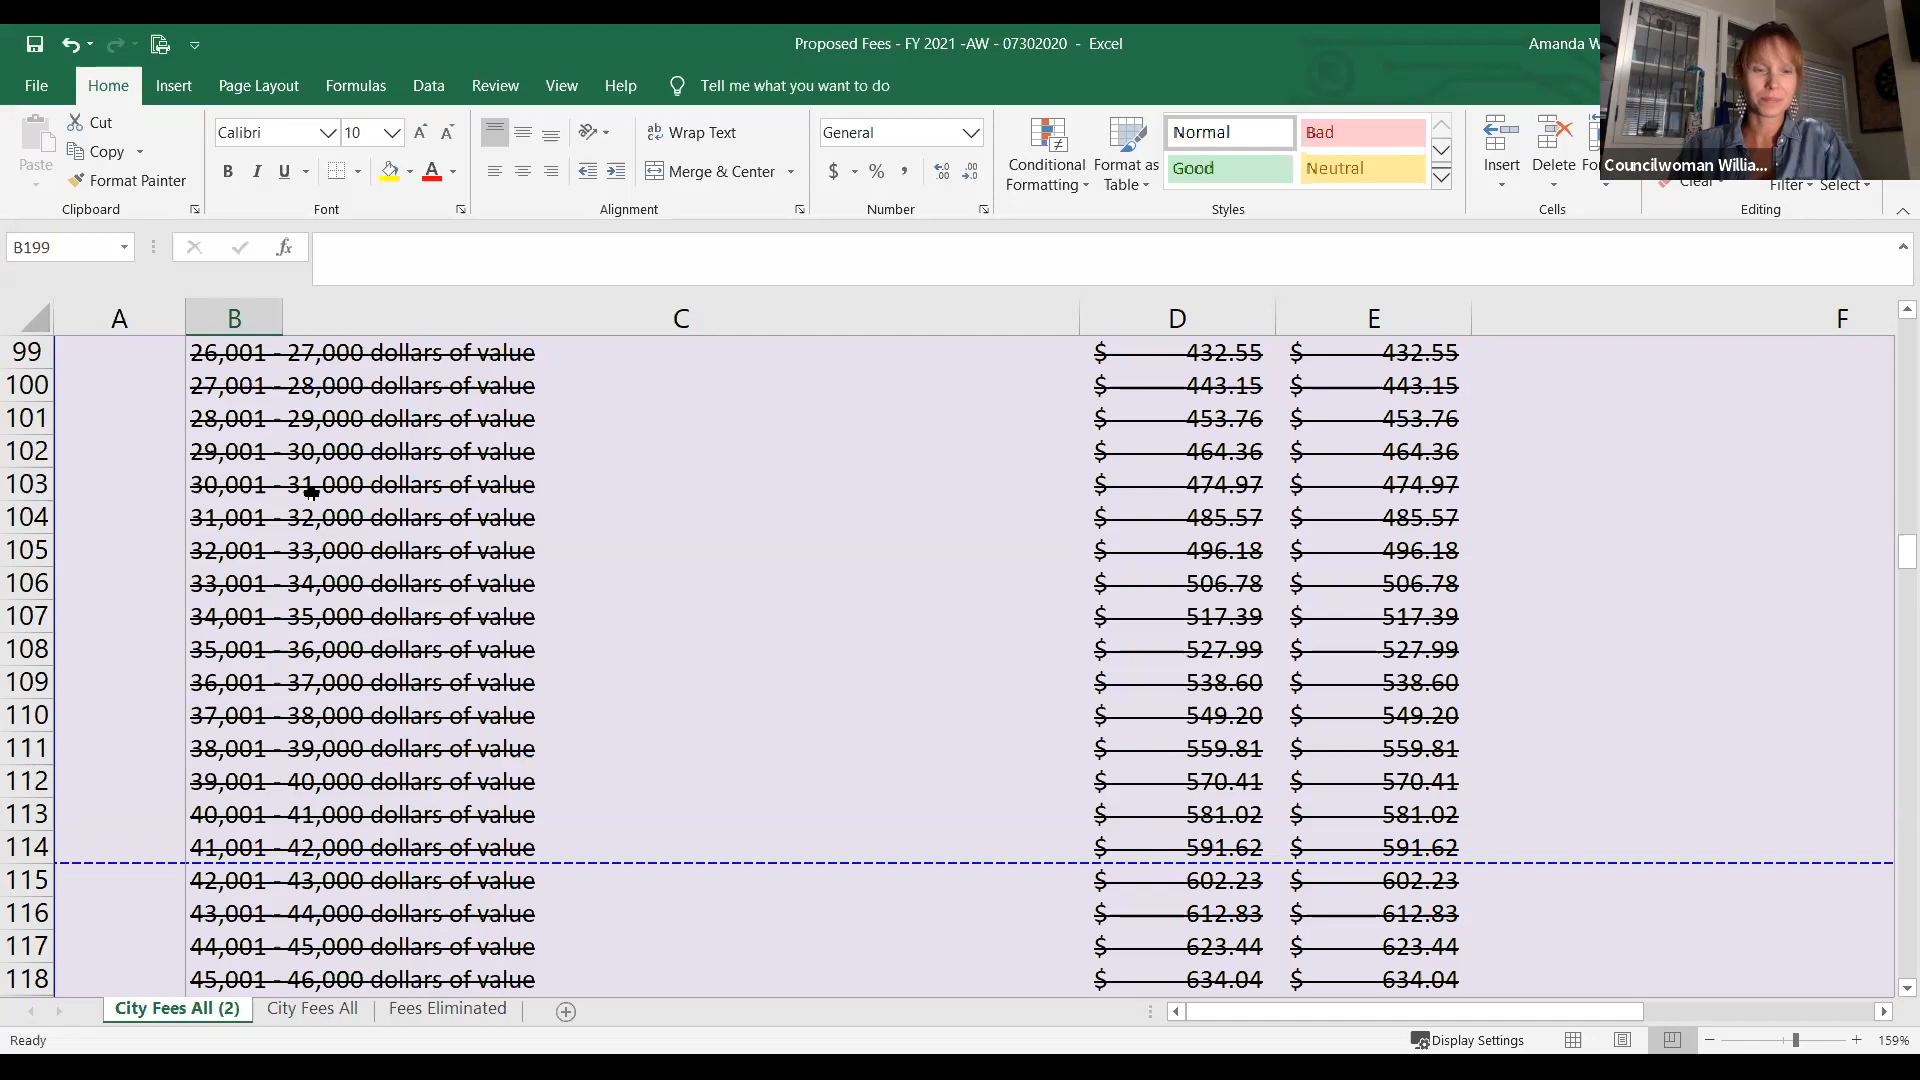 Proposed Fees - FY 2021 -AW - 07302020 - Excel
Amanda W
File Home Insert Page Layout Formulas Data Review View Help Tell me what you want to do
Paste
Cut
Copy
Format Painter
Clipboard
Calibri 10
B I U A
Font
ab Wrap Text
Merge & Center
Alignment
General
$ % ,
Number
Conditional Formatting
Format as Table
Normal Bad
Good Neutral
Styles
Insert Delete
Cells
Clear
Filter Select
Editing
Councilwoman Willia...
B199 fx
A B C D E F
99 26,001 - 27,000 dollars of value $ 432.55 $ 432.55
100 27,001 - 28,000 dollars of value $ 443.15 $ 443.15
101 28,001 - 29,000 dollars of value $ 453.76 $ 453.76
102 29,001 - 30,000 dollars of value $ 464.36 $ 464.36
103 30,001 - 31,000 dollars of value $ 474.97 $ 474.97
104 31,001 - 32,000 dollars of value $ 485.57 $ 485.57
105 32,001 - 33,000 dollars of value $ 496.18 $ 496.18
106 33,001 - 34,000 dollars of value $ 506.78 $ 506.78
107 34,001 - 35,000 dollars of value $ 517.39 $ 517.39
108 35,001 - 36,000 dollars of value $ 527.99 $ 527.99
109 36,001 - 37,000 dollars of value $ 538.60 $ 538.60
110 37,001 - 38,000 dollars of value $ 549.20 $ 549.20
111 38,001 - 39,000 dollars of value $ 559.81 $ 559.81
112 39,001 - 40,000 dollars of value $ 570.41 $ 570.41
113 40,001 - 41,000 dollars of value $ 581.02 $ 581.02
114 41,001 - 42,000 dollars of value $ 591.62 $ 591.62
115 42,001 - 43,000 dollars of value $ 602.23 $ 602.23
116 43,001 - 44,000 dollars of value $ 612.83 $ 612.83
117 44,001 - 45,000 dollars of value $ 623.44 $ 623.44
118 45,001 - 46,000 dollars of value $ 634.04 $ 634.04
City Fees All (2) City Fees All Fees Eliminated
Ready Display Settings 159%